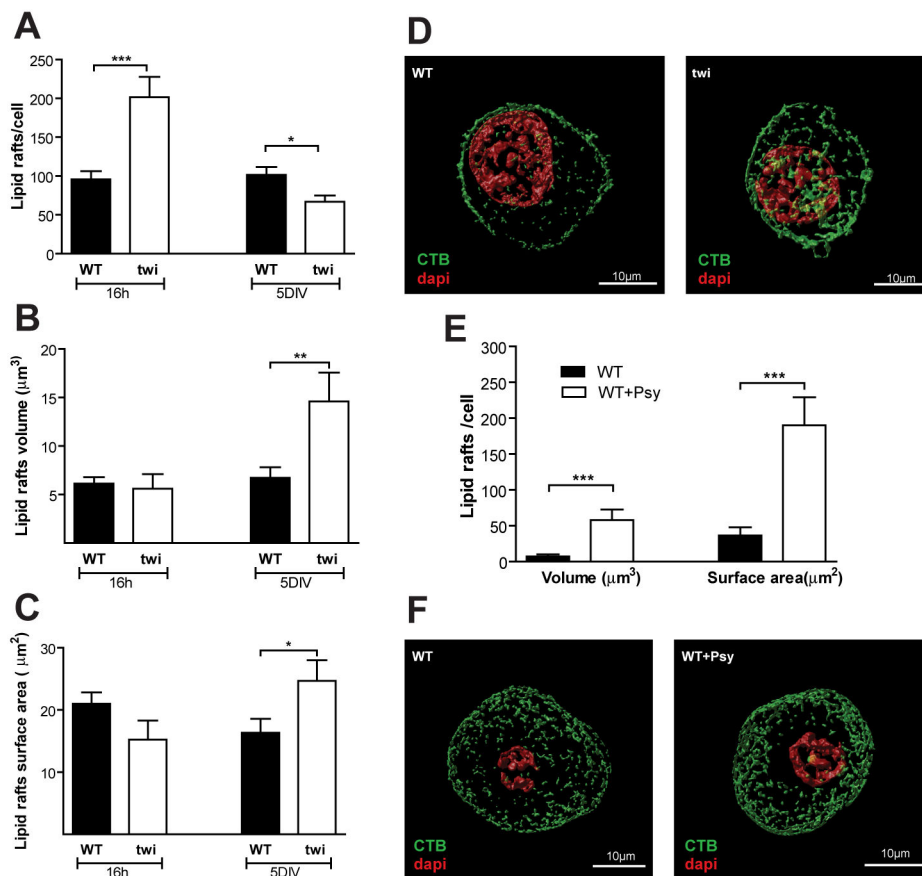 A
Lipid rafts/cell
250
200
150
100
50
0
***
*
WT twi WT twi
16h 5DIV
B
Lipid rafts volume (μm³)
20
15
10
5
**
WT twi WT twi
16h 5DIV
C
Lipid rafts surface area ( μm²)
30
20
10
*
WT twi WT twi
16h 5DIV
D
WT
CTB
dapi
10μm
twi
CTB
dapi
10μm
E
Lipid rafts /cell
300
250
200
150
100
50
0
WT
WT+Psy
***
***
Volume (μm³) Surface area(μm²)
F
WT
CTB
dapi
10μm
WT+Psy
CTB
dapi
10μm